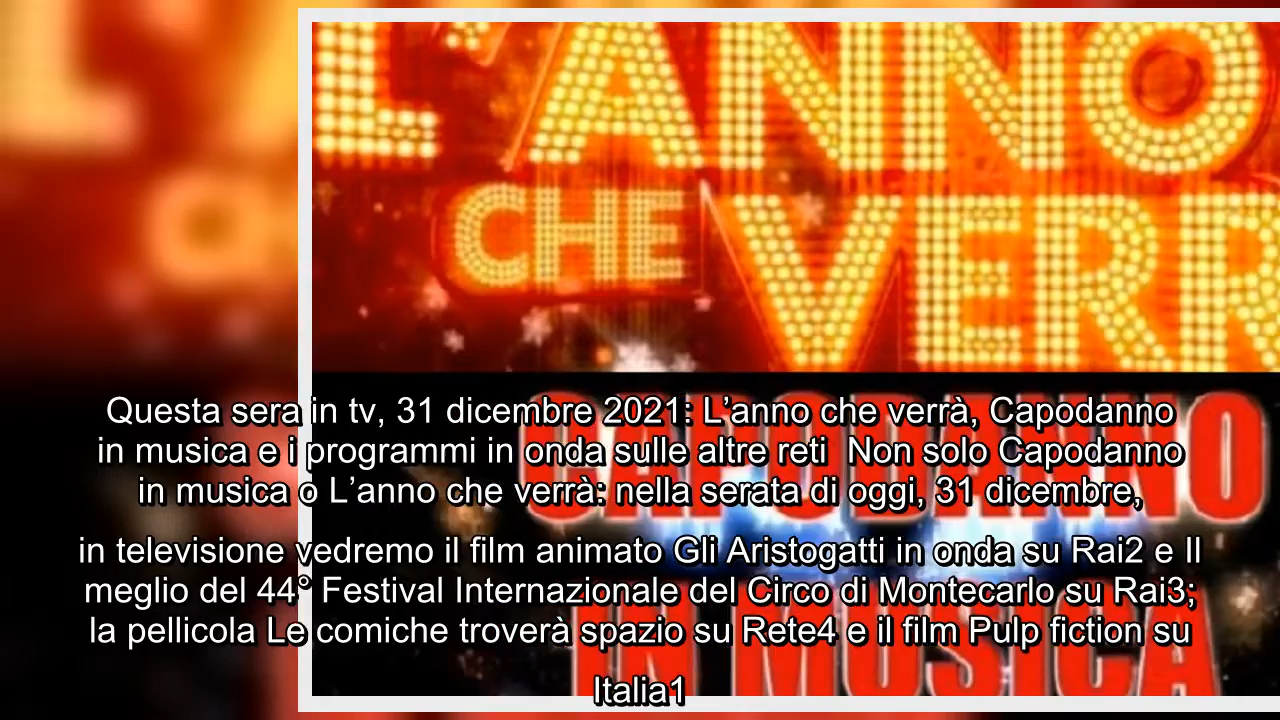 L'ANNO
CHE VERR
Questa sera in tv, 31 dicembre 2021: L’anno che verrà, Capodanno
in musica e i programmi in onda sulle altre reti  Non solo Capodanno
in musica o L’anno che verrà: nella serata di oggi, 31 dicembre,
in televisione vedremo il film animato Gli Aristogatti in onda su Rai2 e Il
meglio del 44° Festival Internazionale del Circo di Montecarlo su Rai3;
la pellicola Le comiche troverà spazio su Rete4 e il film Pulp fiction su
Italia1
CAPODANNO
IN MUSICA